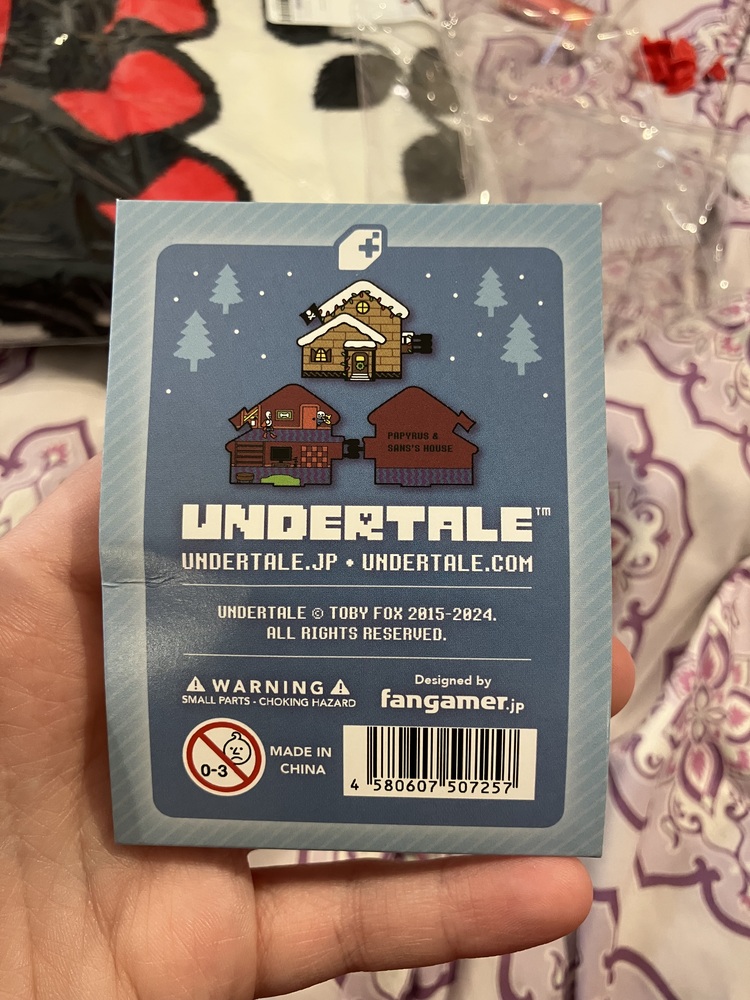 PAPYRUS &
SANS'S HOUSE
UNDERTALE™
UNDERTALE.JP • UNDERTALE.COM
UNDERTALE © TOBY FOX 2015-2024.
ALL RIGHTS RESERVED.
WARNING
SMALL PARTS - CHOKING HAZARD
Designed by
fangamer.jp
0-3
MADE IN
CHINA
4 580607 507257